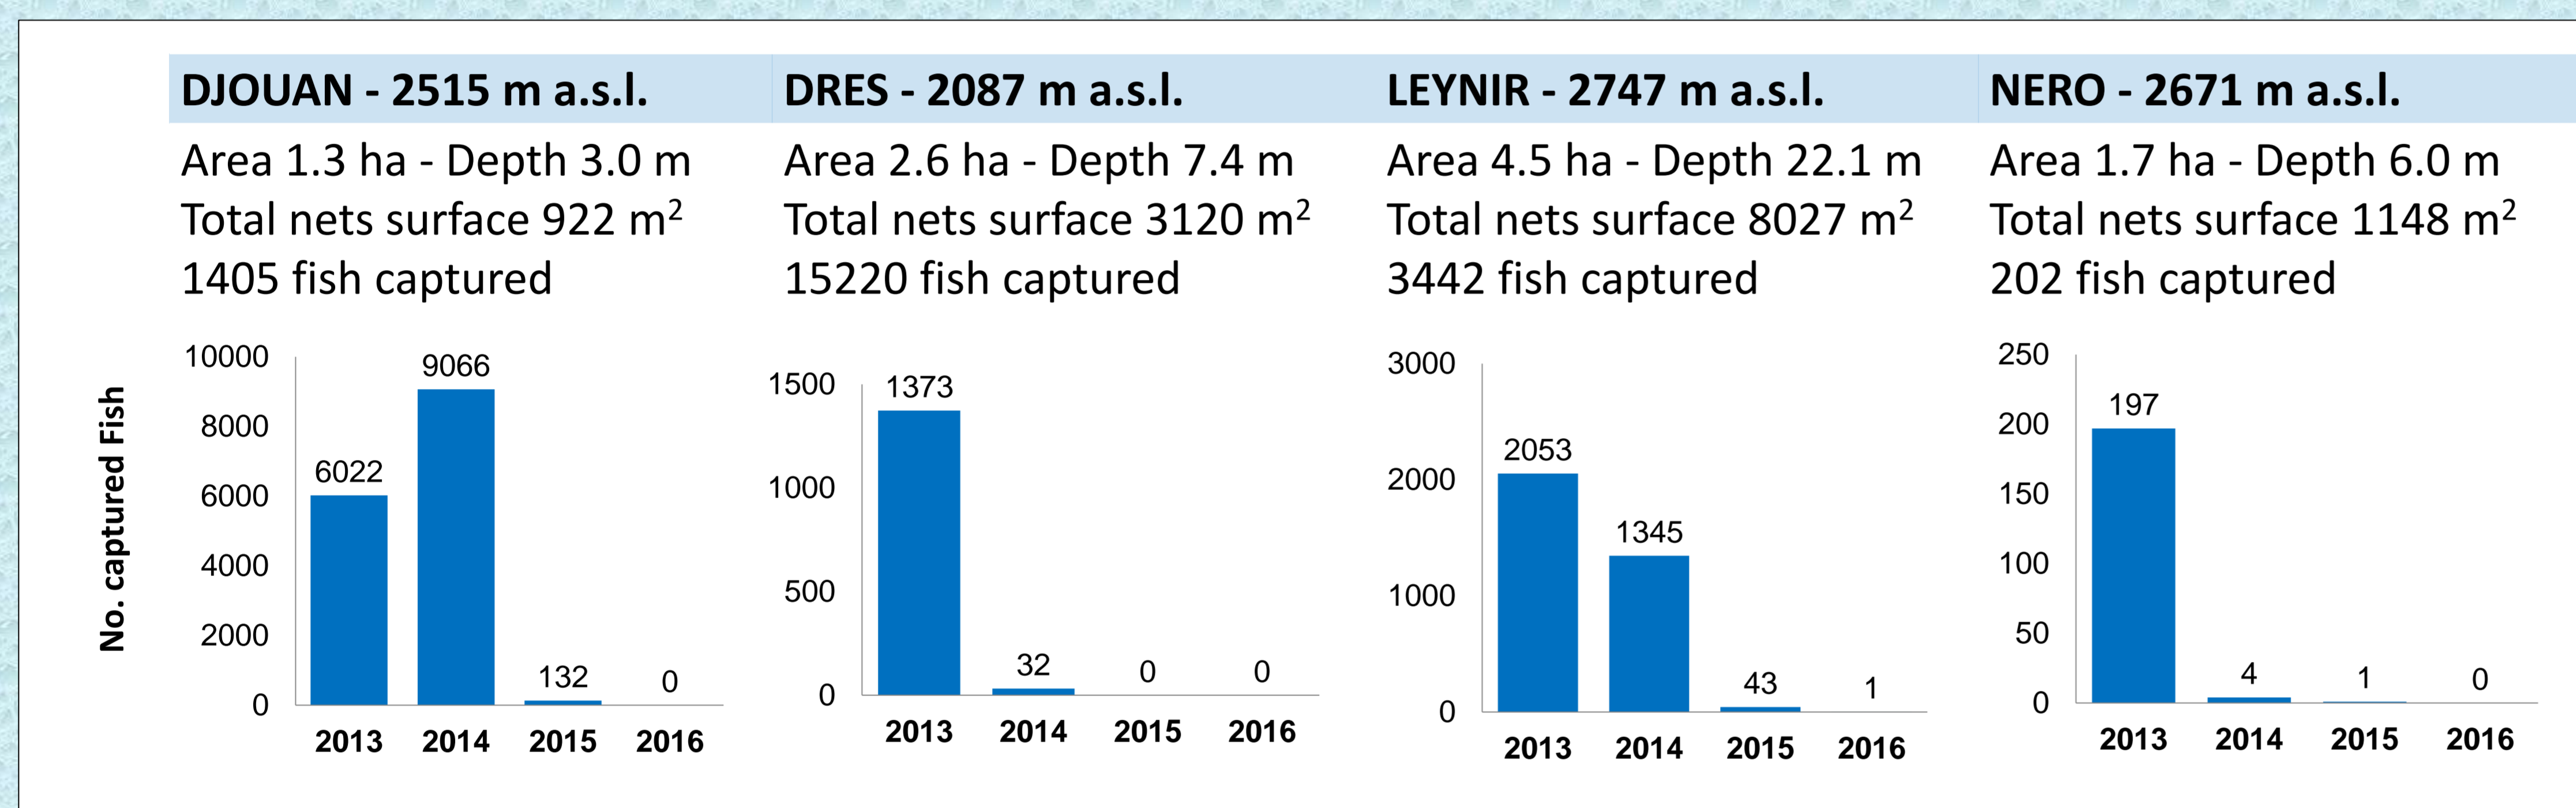 DJOUAN - 2515 m a.s.l.
Area 1.3 ha - Depth 3.0 m
Total nets surface 922 m²
1405 fish captured
DRES - 2087 m a.s.l.
Area 2.6 ha - Depth 7.4 m
Total nets surface 3120 m²
15220 fish captured
LEYNIR - 2747 m a.s.l.
Area 4.5 ha - Depth 22.1 m
Total nets surface 8027 m²
3442 fish captured
NERO - 2671 m a.s.l.
Area 1.7 ha - Depth 6.0 m
Total nets surface 1148 m²
202 fish captured
No. captured Fish
10000
8000
6000
4000
2000
0
6022
9066
132
0
2013 2014 2015 2016
1500
1000
500
0
1373
32
0
0
2013 2014 2015 2016
3000
2000
1000
0
2053
1345
43
1
2013 2014 2015 2016
250
200
150
100
50
0
197
4
1
0
2013 2014 2015 2016